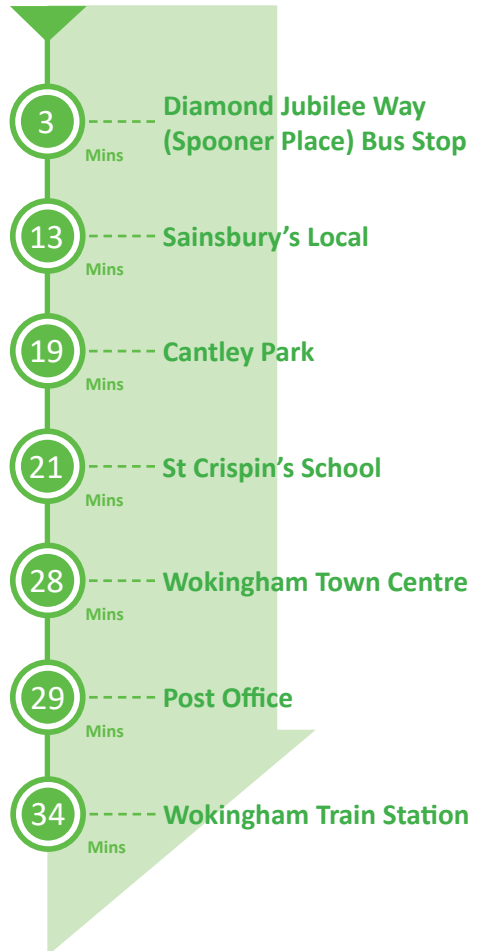 3
Mins
Diamond Jubilee Way
(Spooner Place) Bus Stop
13
Mins
Sainsbury’s Local
19
Mins
Cantley Park
21
Mins
St Crispin’s School
28
Mins
Wokingham Town Centre
29
Mins
Post Office
34
Mins
Wokingham Train Station